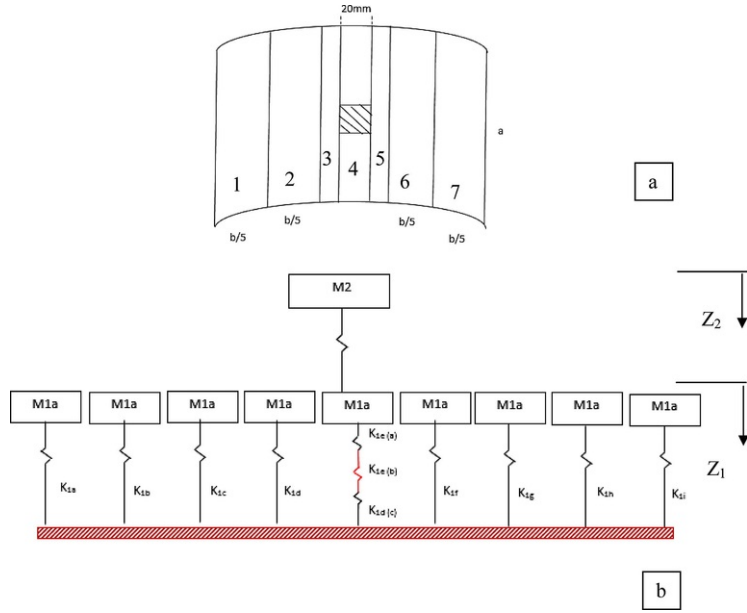 20mm
a
1 2 3 4 5 6 7
b/5 b/5 b/5 b/5
a
M2
Z2
M1a M1a M1a M1a M1a M1a M1a M1a M1a
K1e (a)
K1e (b)
K1d (c)
Z1
K1a K1b K1c K1d K1f K1g K1h K1i
b